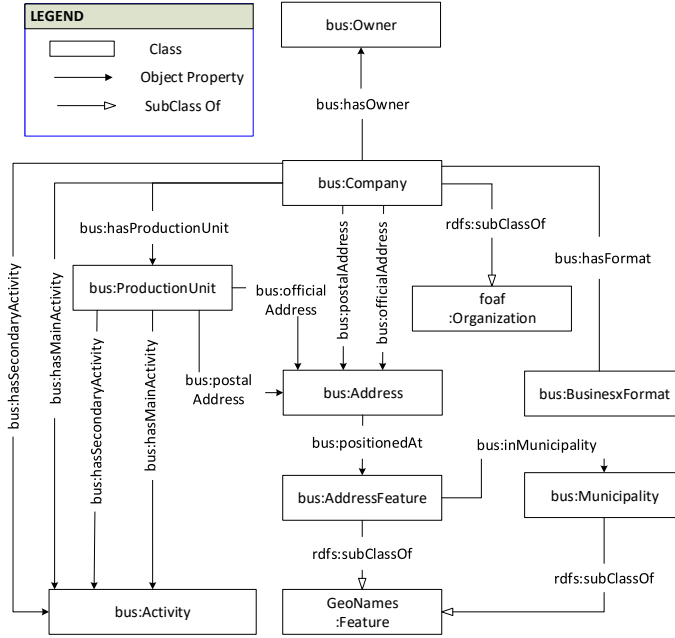 LEGEND
Class
Object Property
SubClass Of
bus:Owner
bus:hasOwner
bus:Company
bus:hasProductionUnit
rdfs:subClassOf
bus:hasFormat
bus:postalAddress
bus:officialAddress
bus:ProductionUnit
bus:official
Address
foaf
:Organization
bus:hasSecondaryActivity
bus:hasMainActivity
bus:hasSecondaryActivity
bus:hasMainActivity
bus:postal
Address
bus:Address
bus:BusinexFormat
bus:positionedAt
bus:inMunicipality
bus:AddressFeature
bus:Municipality
rdfs:subClassOf
rdfs:subClassOf
bus:Activity
GeoNames
:Feature